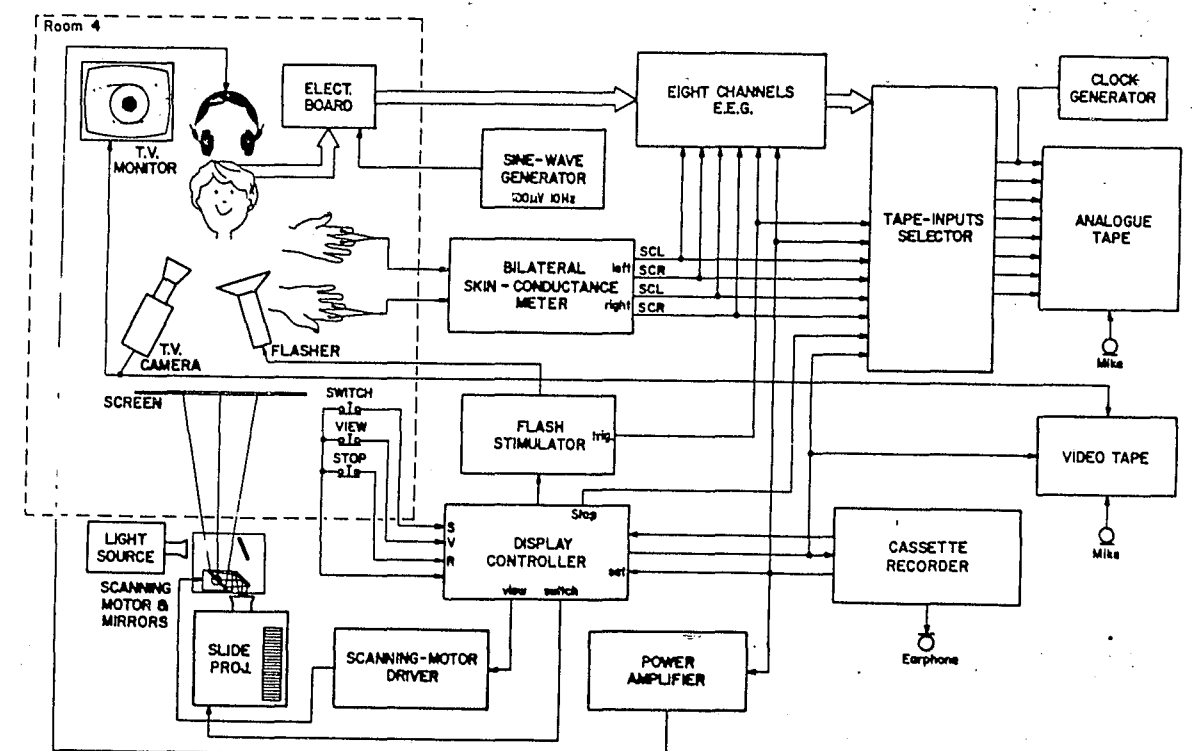 Room 4
T.V.
MONITOR
ELECT.
BOARD
EIGHT CHANNELS
E.E.G.
CLOCK-
GENERATOR
SINE-WAVE
GENERATOR
100µV 10Hz
TAPE-INPUTS
SELECTOR
ANALOGUE
TAPE
BILATERAL
SKIN-CONDUCTANCE
METER
left
right
SCL
SCR
SCL
SCR
T.V.
CAMERA
FLASHER
Mike
SCREEN
SWITCH
VIEW
STOP
FLASH
STIMULATOR
trig
VIDEO TAPE
Mike
LIGHT
SOURCE
SCANNING
MOTOR &
MIRRORS
S
V
R
Stop
DISPLAY
CONTROLLER
set
view
switch
CASSETTE
RECORDER
Earphone
SLIDE
PROJ.
SCANNING-MOTOR
DRIVER
POWER
AMPLIFIER